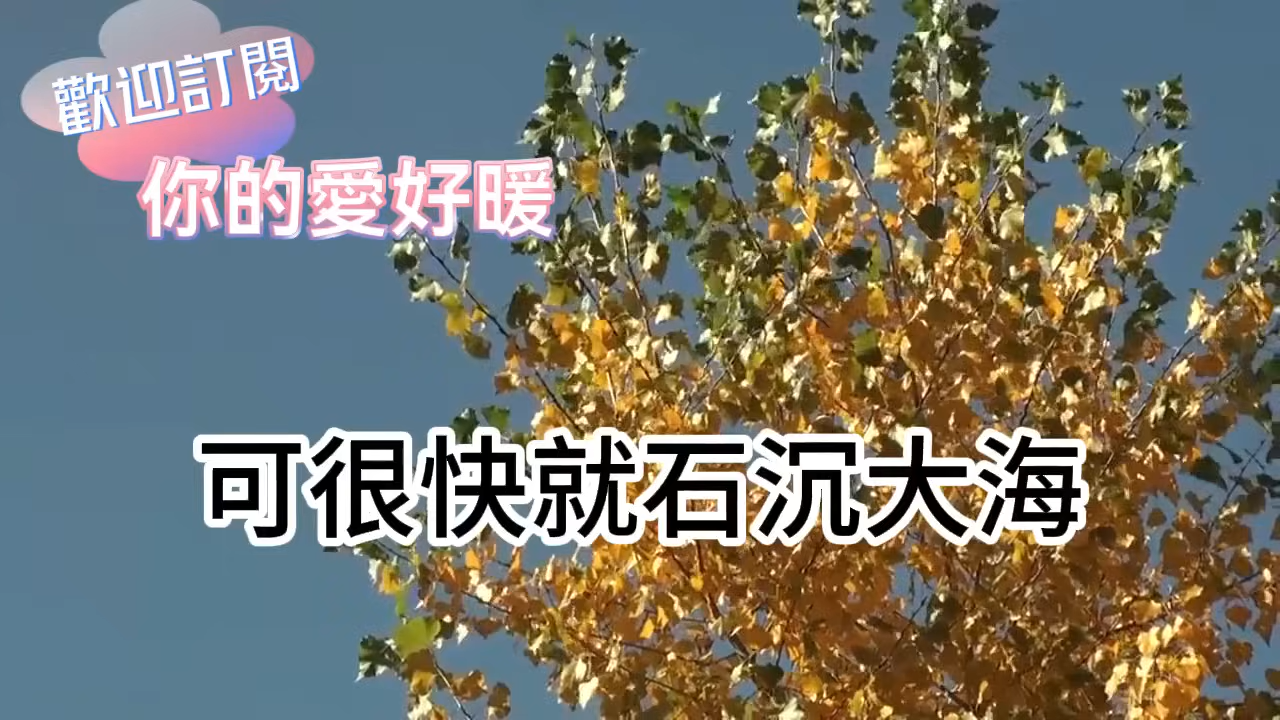 歡迎訂閱
你的愛好暖
可很快就石沉大海